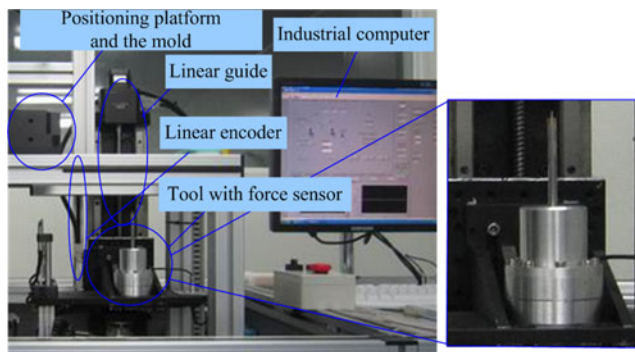 Positioning platform
and the mold
Industrial computer
Linear guide
Linear encoder
Tool with force sensor